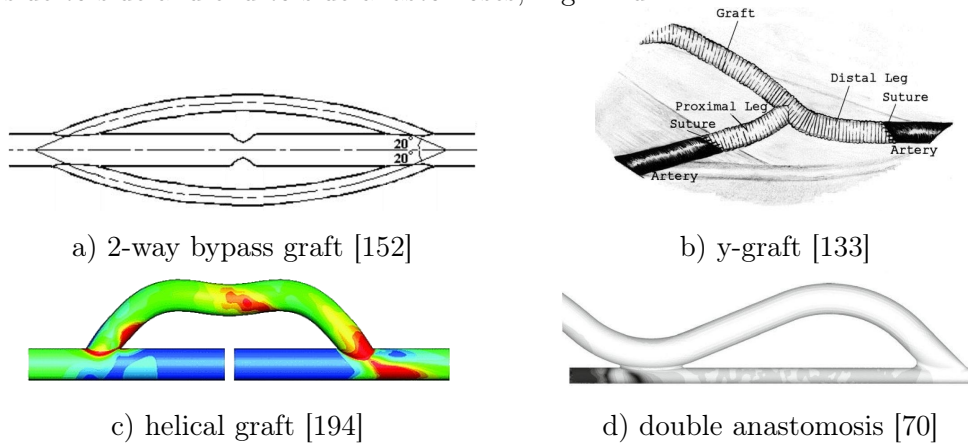 Graft
Distal Leg
Proximal Leg
Suture
Suture
Artery
Artery
20°
20°
a) 2-way bypass graft [152]
b) y-graft [133]
c) helical graft [194]
d) double anastomosis [70]